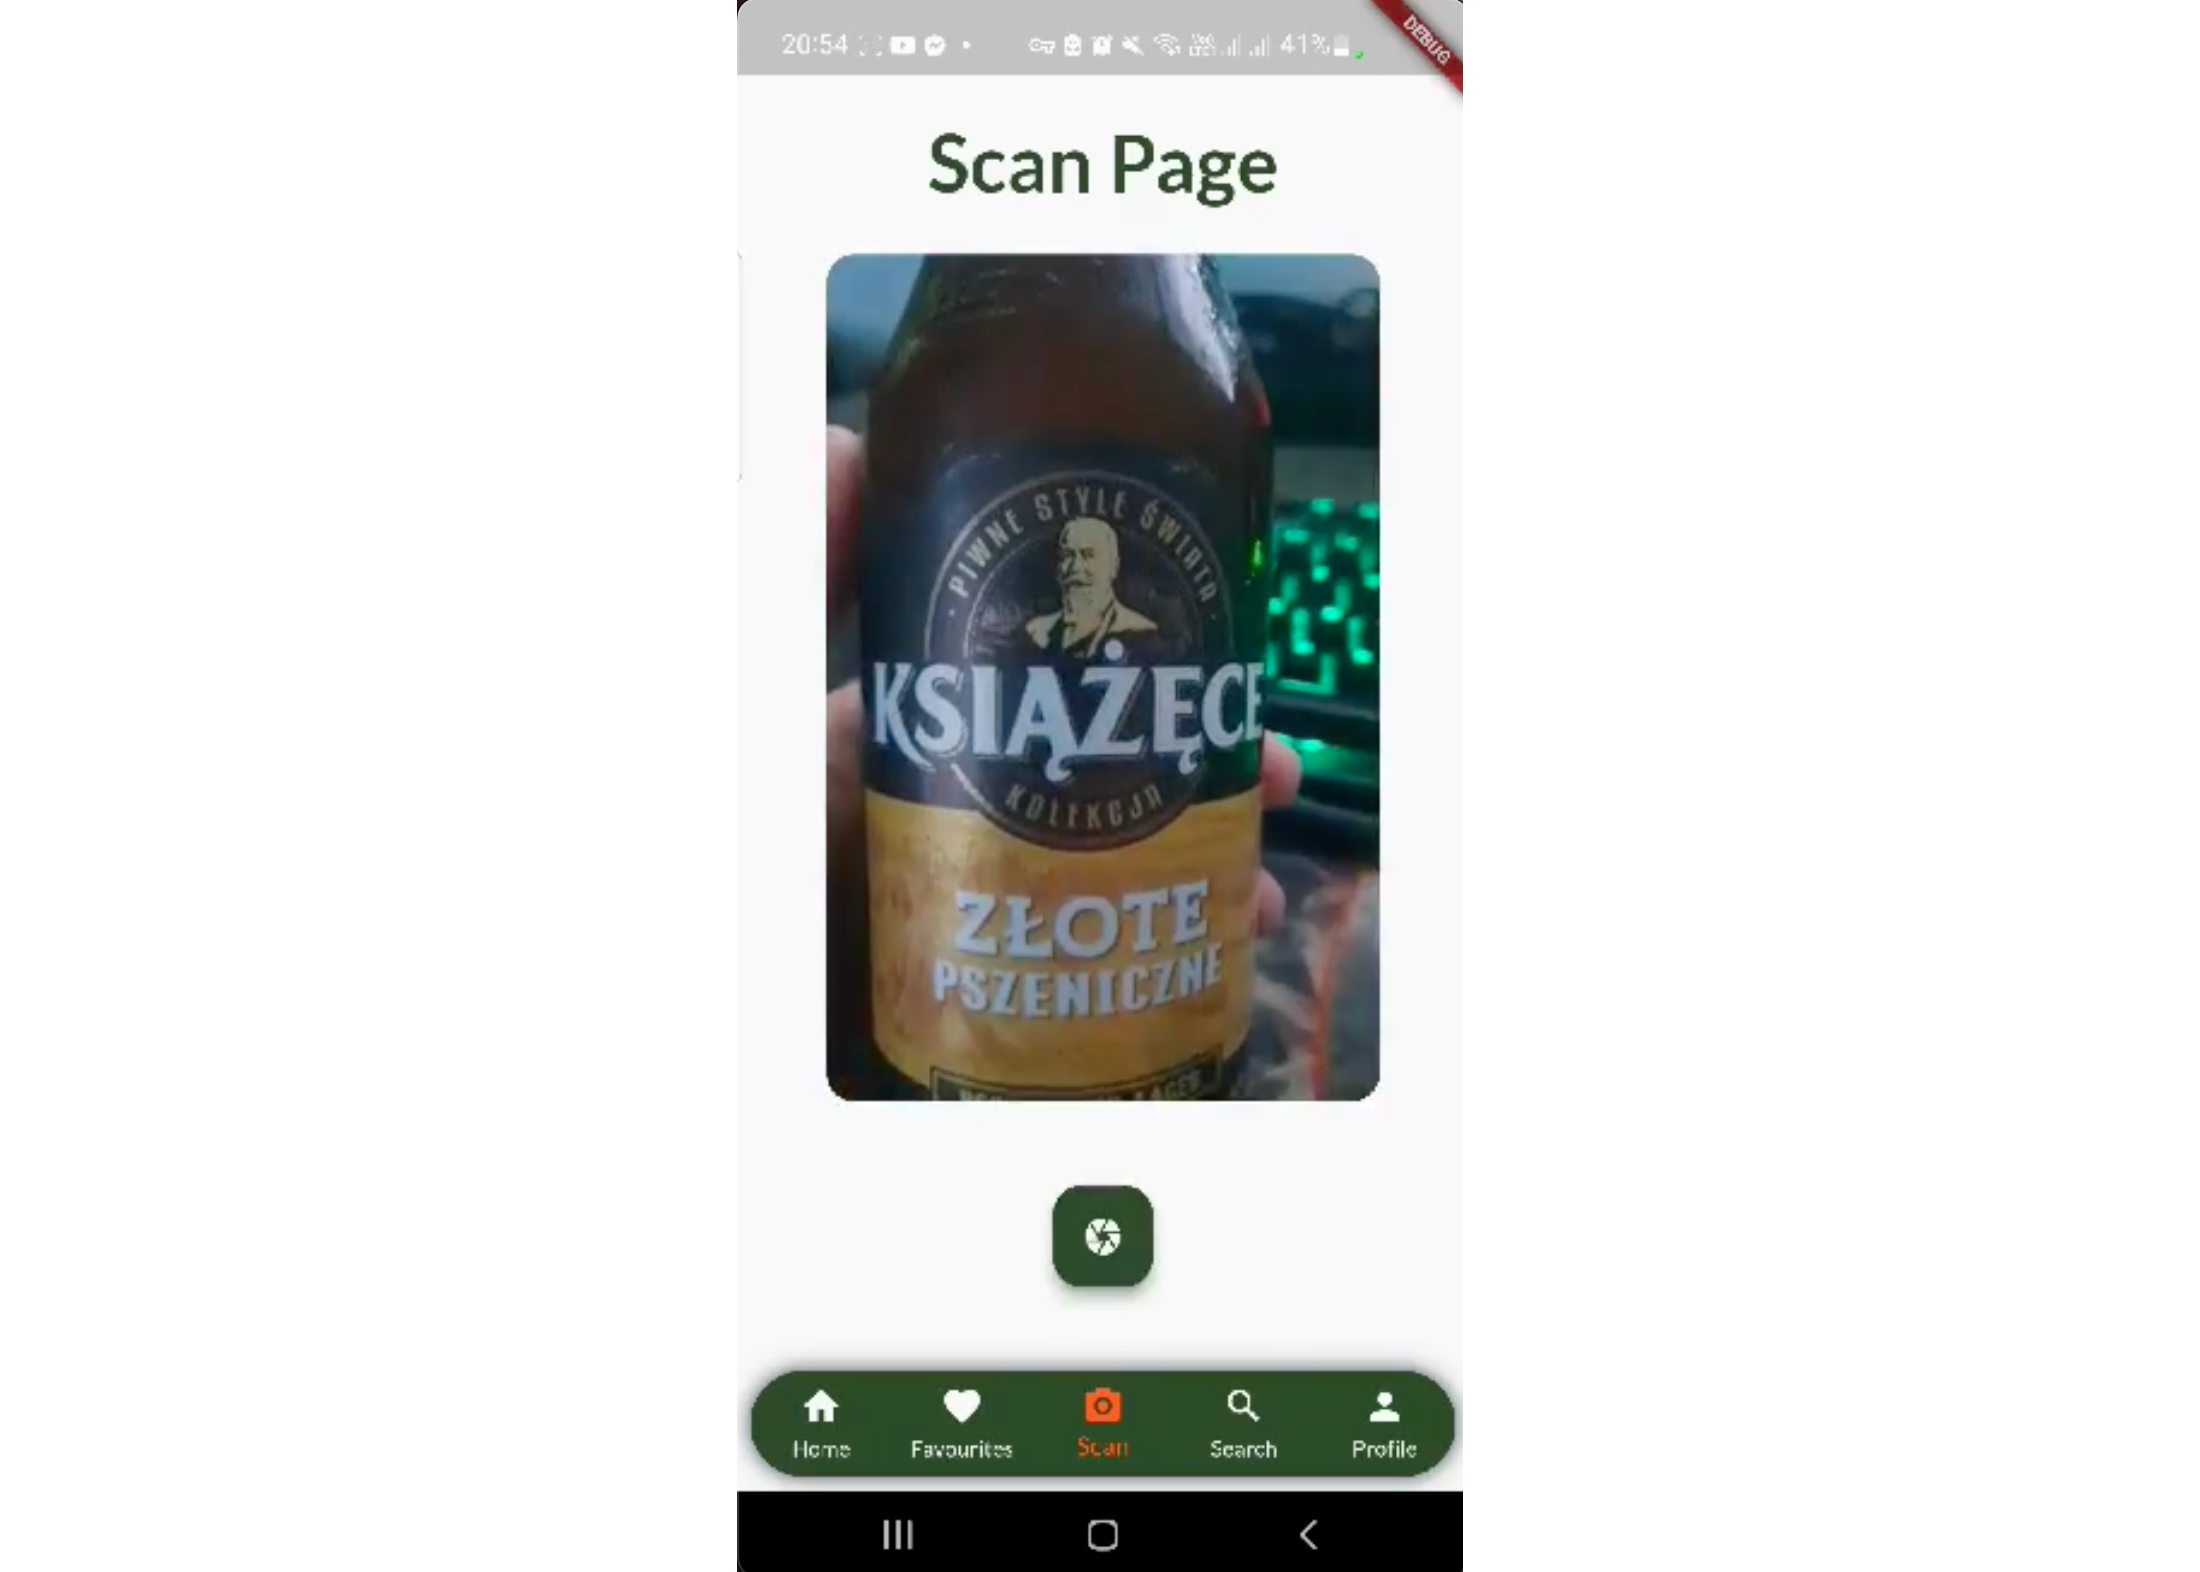 20:54
41%
DEBUG
Scan Page
· PIWNE STYLE ŚWIATA ·
KSIĄŻĘCE
KOLEKCJA
ZŁOTE
PSZENICZNE
LAGER
Home
Favourites
Scan
Search
Profile